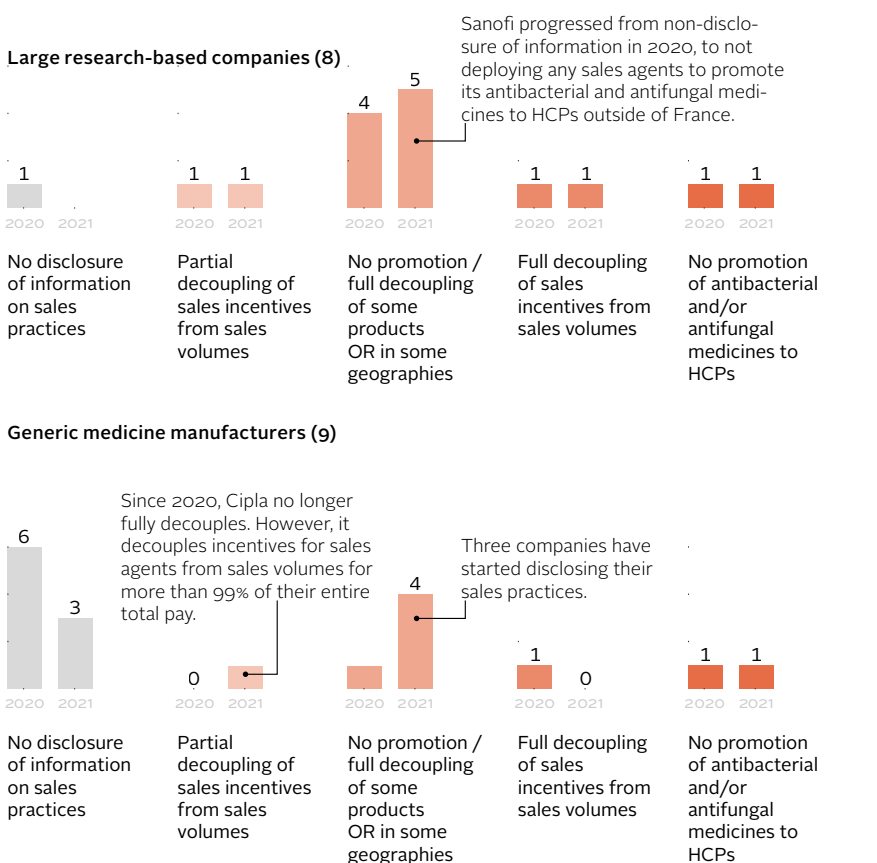 Sanofi progressed from non-disclo-
sure of information in 2020, to not
deploying any sales agents to promote
its antibacterial and antifungal medi-
cines to HCPs outside of France.
Large research-based companies (8)
1
1 1
4 5
1 1
1 1
2020 2021
2020 2021
2020 2021
2020 2021
2020 2021
No disclosure
of information
on sales
practices
Partial
decoupling of
sales incentives
from sales
volumes
No promotion /
full decoupling
of some
products
OR in some
geographies
Full decoupling
of sales
incentives from
sales volumes
No promotion
of antibacterial
and/or
antifungal
medicines to
HCPs
Generic medicine manufacturers (9)
Since 2020, Cipla no longer
fully decouples. However, it
decouples incentives for sales
agents from sales volumes for
more than 99% of their entire
total pay.
Three companies have
started disclosing their
sales practices.
6 3
0
4
1 0
1 1
2020 2021
2020 2021
2020 2021
2020 2021
2020 2021
No disclosure
of information
on sales
practices
Partial
decoupling of
sales incentives
from sales
volumes
No promotion /
full decoupling
of some
products
OR in some
geographies
Full decoupling
of sales
incentives from
sales volumes
No promotion
of antibacterial
and/or
antifungal
medicines to
HCPs